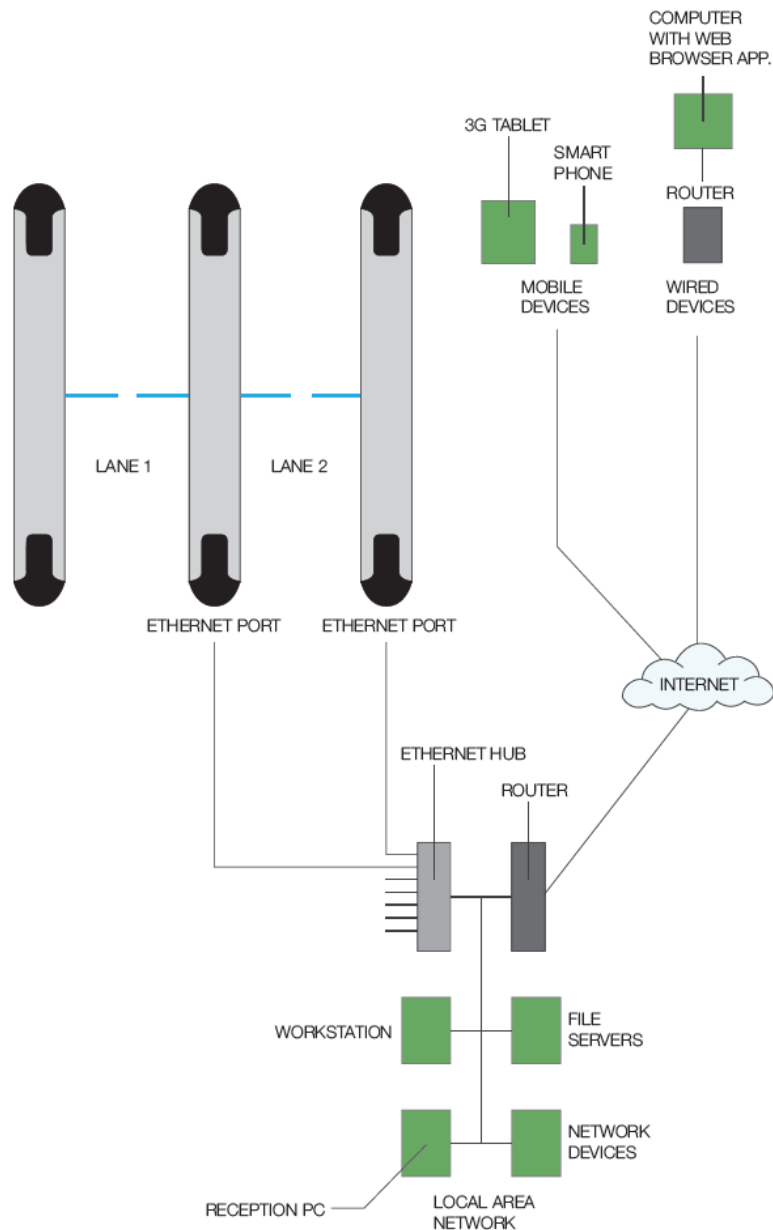 COMPUTER
WITH WEB
BROWSER APP.
3G TABLET
SMART
PHONE
ROUTER
MOBILE
DEVICES
WIRED
DEVICES
LANE 1
LANE 2
ETHERNET PORT
ETHERNET PORT
INTERNET
ETHERNET HUB
ROUTER
WORKSTATION
FILE
SERVERS
NETWORK
DEVICES
RECEPTION PC
LOCAL AREA
NETWORK